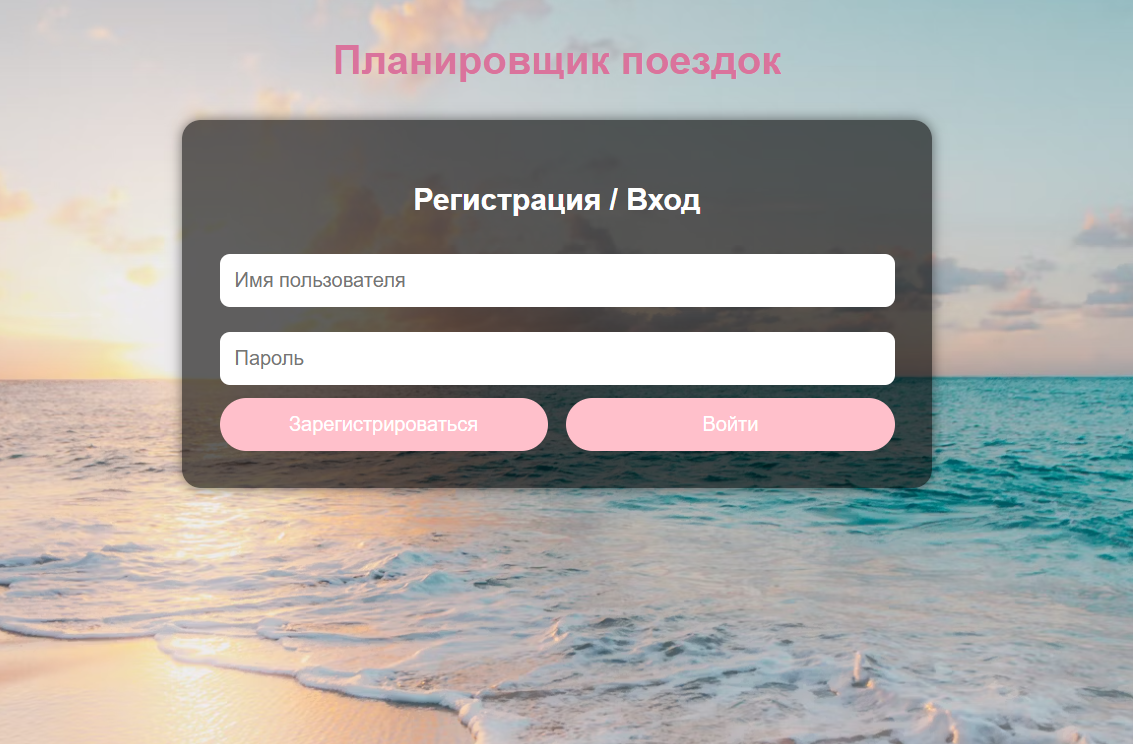 Планировщик поездок
Регистрация / Вход
Имя пользователя
Пароль
Зарегистрироваться
Войти